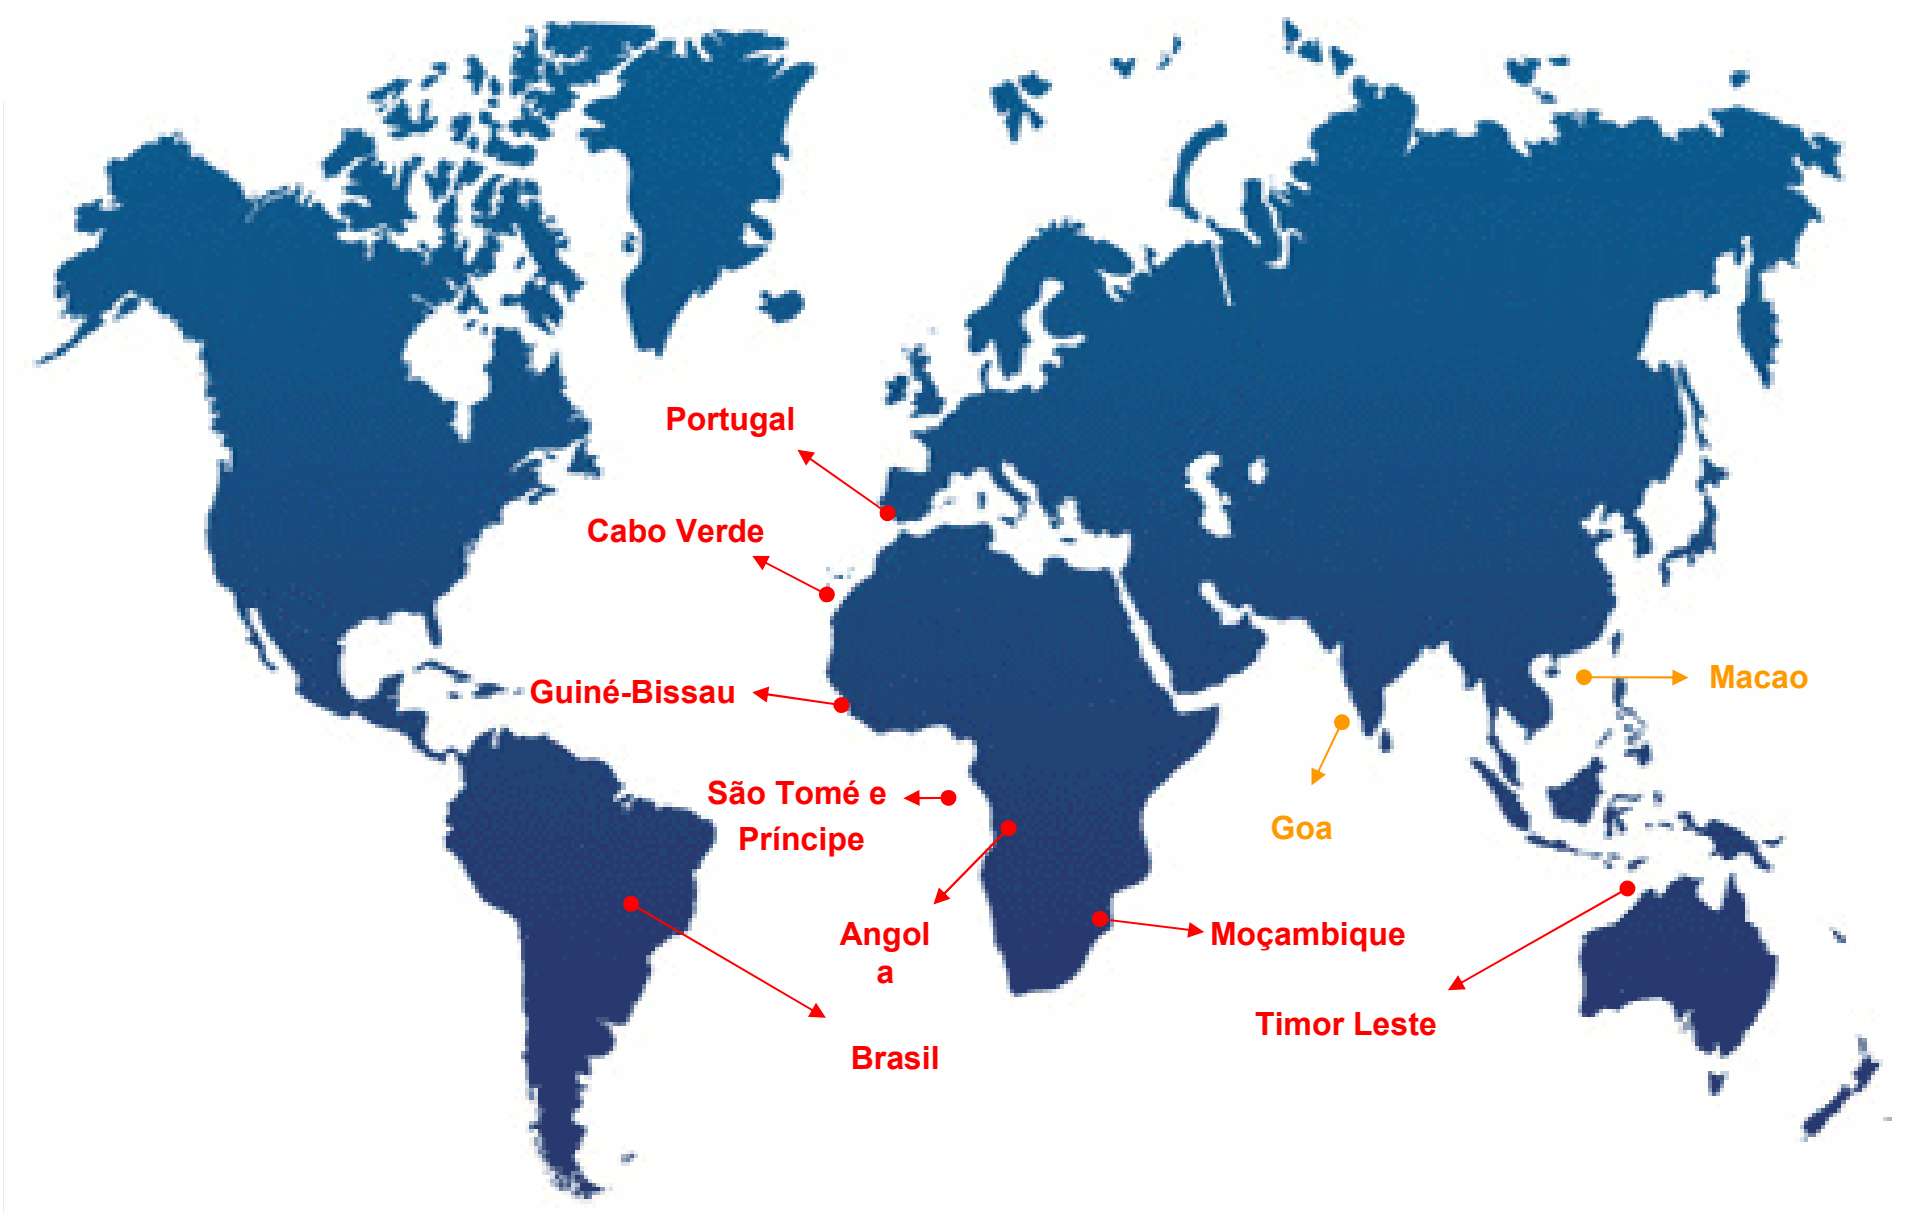 Portugal
Cabo Verde
Guiné-Bissau
Macao
São Tomé e
Príncipe
Goa
Angol
a
Moçambique
Timor Leste
Brasil